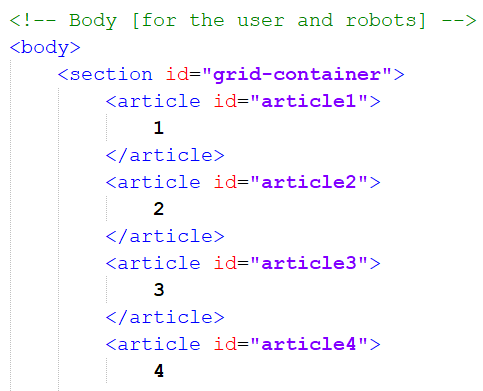 <!-- Body [for the user and robots] -->
<body>
<section id="grid-container">
<article id="article1">
1
</article>
<article id="article2">
2
</article>
<article id="article3">
3
</article>
<article id="article4">
4